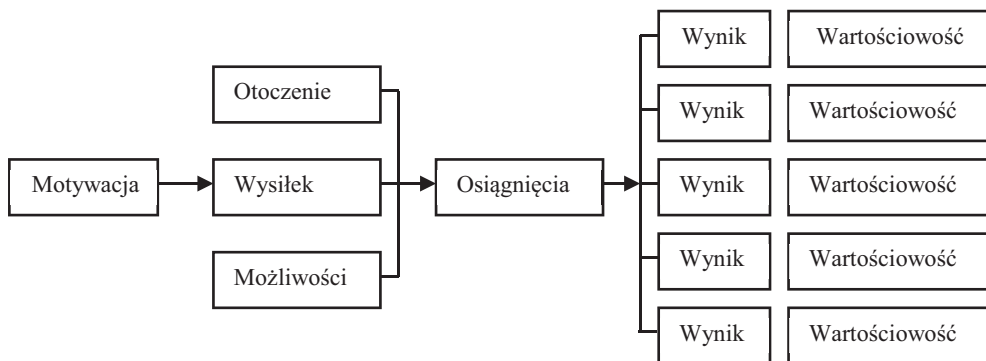 Wynik Wartościowość
Otoczenie
Wynik Wartościowość
Motywacja Wysiłek Osiągnięcia Wynik Wartościowość
Możliwości Wynik Wartościowość
Wynik Wartościowość